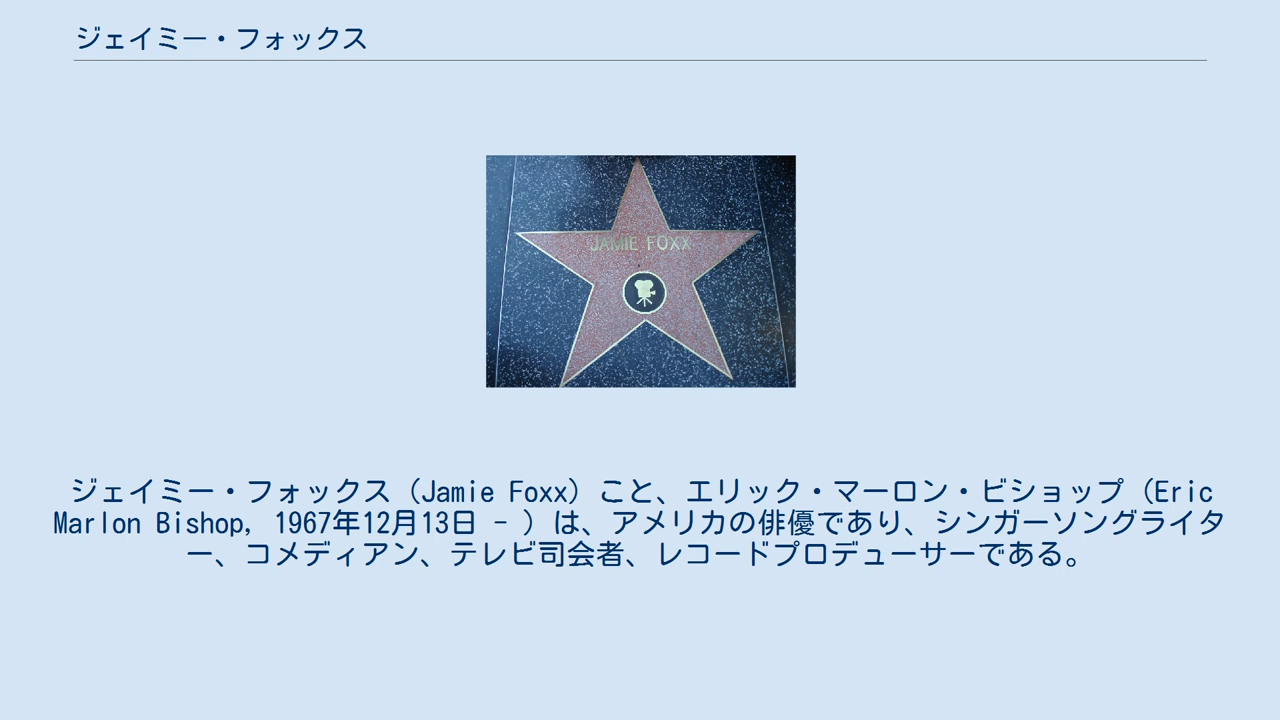 ジェイミー・フォックス
JAMIE FOXX
ジェイミー・フォックス（Jamie Foxx）こと、エリック・マーロン・ビショップ（Eric
Marlon Bishop, 1967年12月13日 - ）は、アメリカの俳優であり、シンガーソングライタ
ー、コメディアン、テレビ司会者、レコードプロデューサーである。